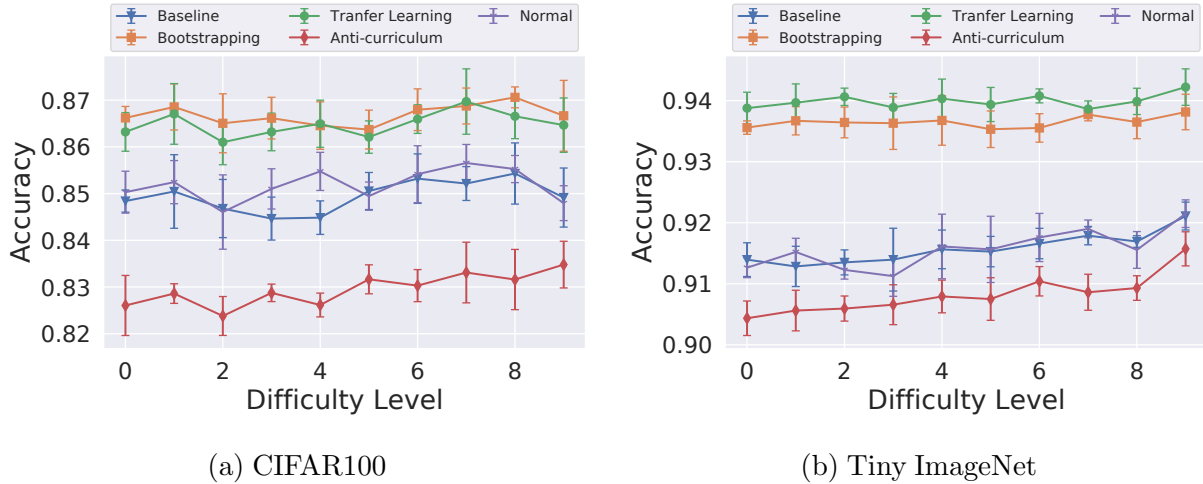 Baseline Tranfer Learning Normal
Bootstrapping Anti-curriculum
0.87
0.86
0.85
0.84
0.83
0.82
Accuracy
0 2 4 6 8
Difficulty Level
(a) CIFAR100
Baseline Tranfer Learning Normal
Bootstrapping Anti-curriculum
0.94
0.93
0.92
0.91
0.90
Accuracy
0 2 4 6 8
Difficulty Level
(b) Tiny ImageNet